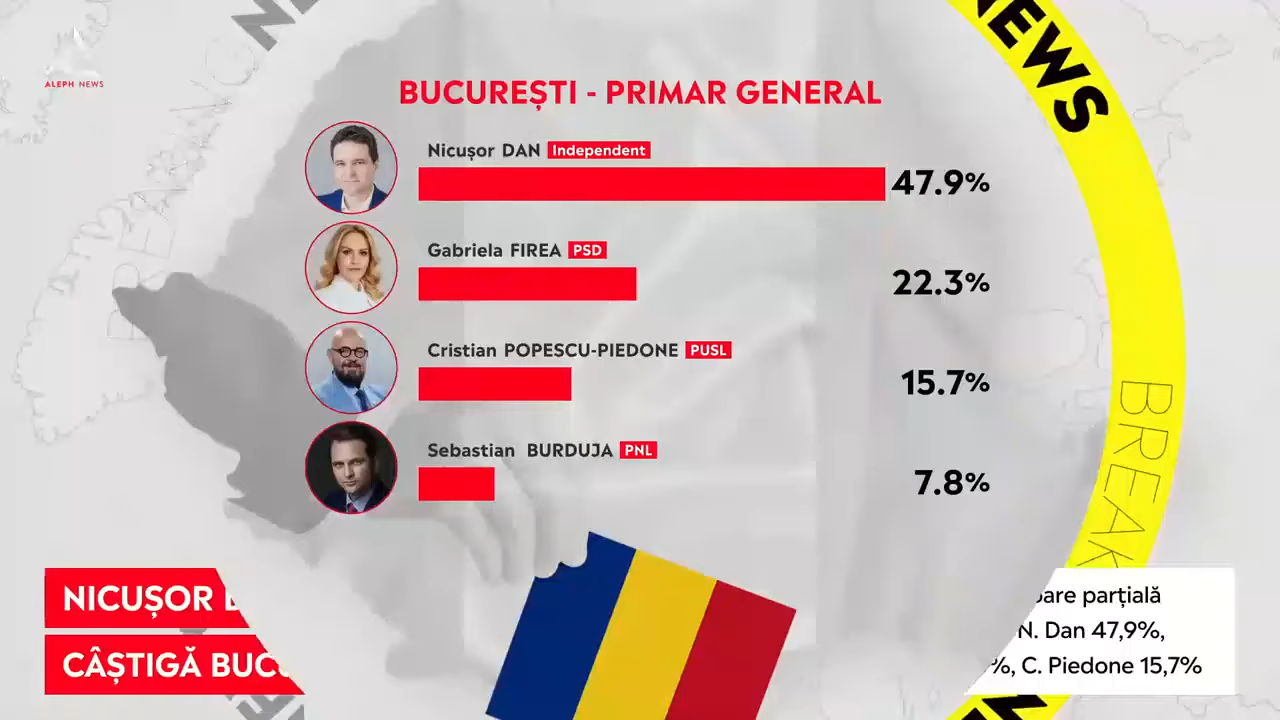 ALEPH NEWS
NEWS
BUCUREȘTI - PRIMAR GENERAL
Nicușor DAN Independent
47.9%
Gabriela FIREA PSD
22.3%
Cristian POPESCU-PIEDONE PUSL
15.7%
Sebastian BURDUJA PNL
7.8%
BREAK
NICUȘOR
CÂȘTIGĂ BUC
parțială
N. Dan 47,9%,
%, C. Piedone 15,7%